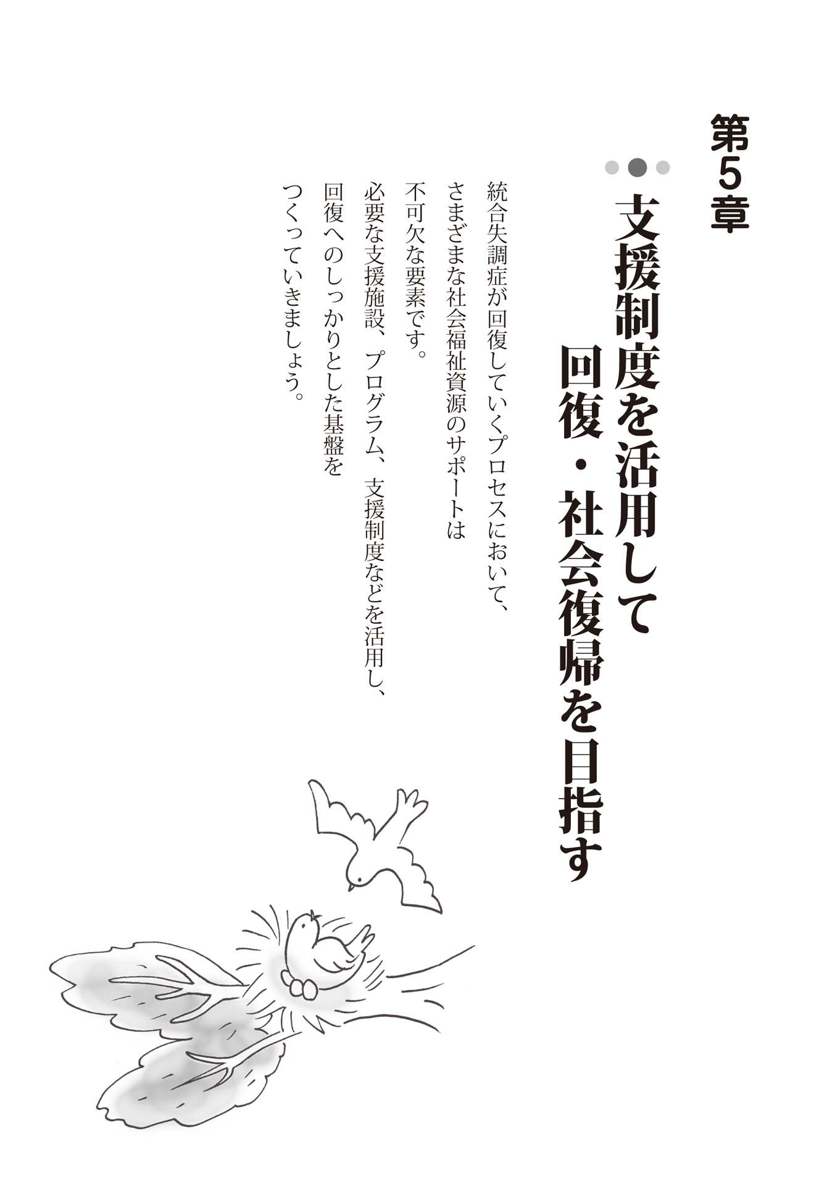 第5章
支援制度を活用して
回復・社会復帰を目指す
統合失調症が回復していくプロセスにおいて、
さまざまな社会福祉資源のサポートは
不可欠な要素です。
必要な支援施設、プログラム、支援制度などを活用し、
回復へのしっかりとした基盤を
つくっていきましょう。